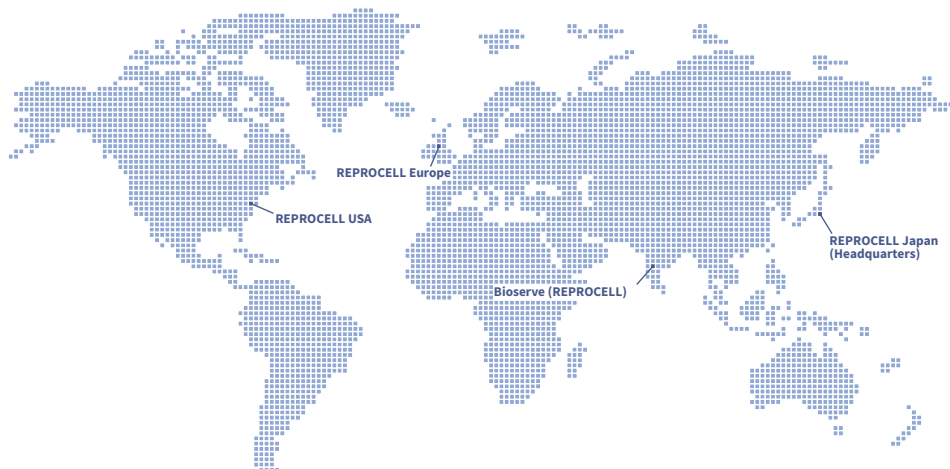 REPROCELL Europe
REPROCELL USA
REPROCELL Japan
(Headquarters)
Bioserve (REPROCELL)